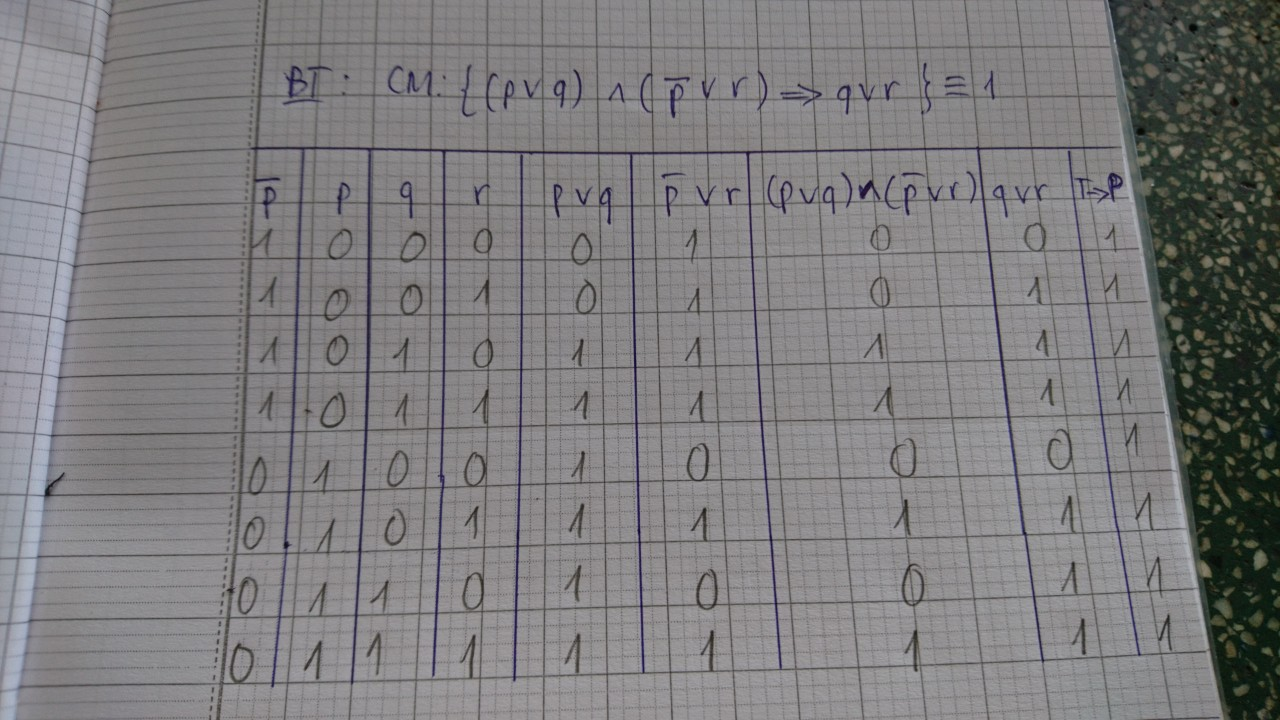 BT: CM: {(p∨q) ∧ (p̅ ∨ r) ⇒ q∨r } ≡ 1
p̅ p q r p∨q p̅ ∨ r (p∨q)∧(p̅∨r) q∨r T⇒P
1 0 0 0 0 1 0 0 1
1 0 0 1 0 1 0 1 1
1 0 1 0 1 1 1 1 1
1 0 1 1 1 1 1 1 1
0 1 0 0 1 0 0 0 1
0 1 0 1 1 1 1 1 1
0 1 1 0 1 0 0 1 1
0 1 1 1 1 1 1 1 1